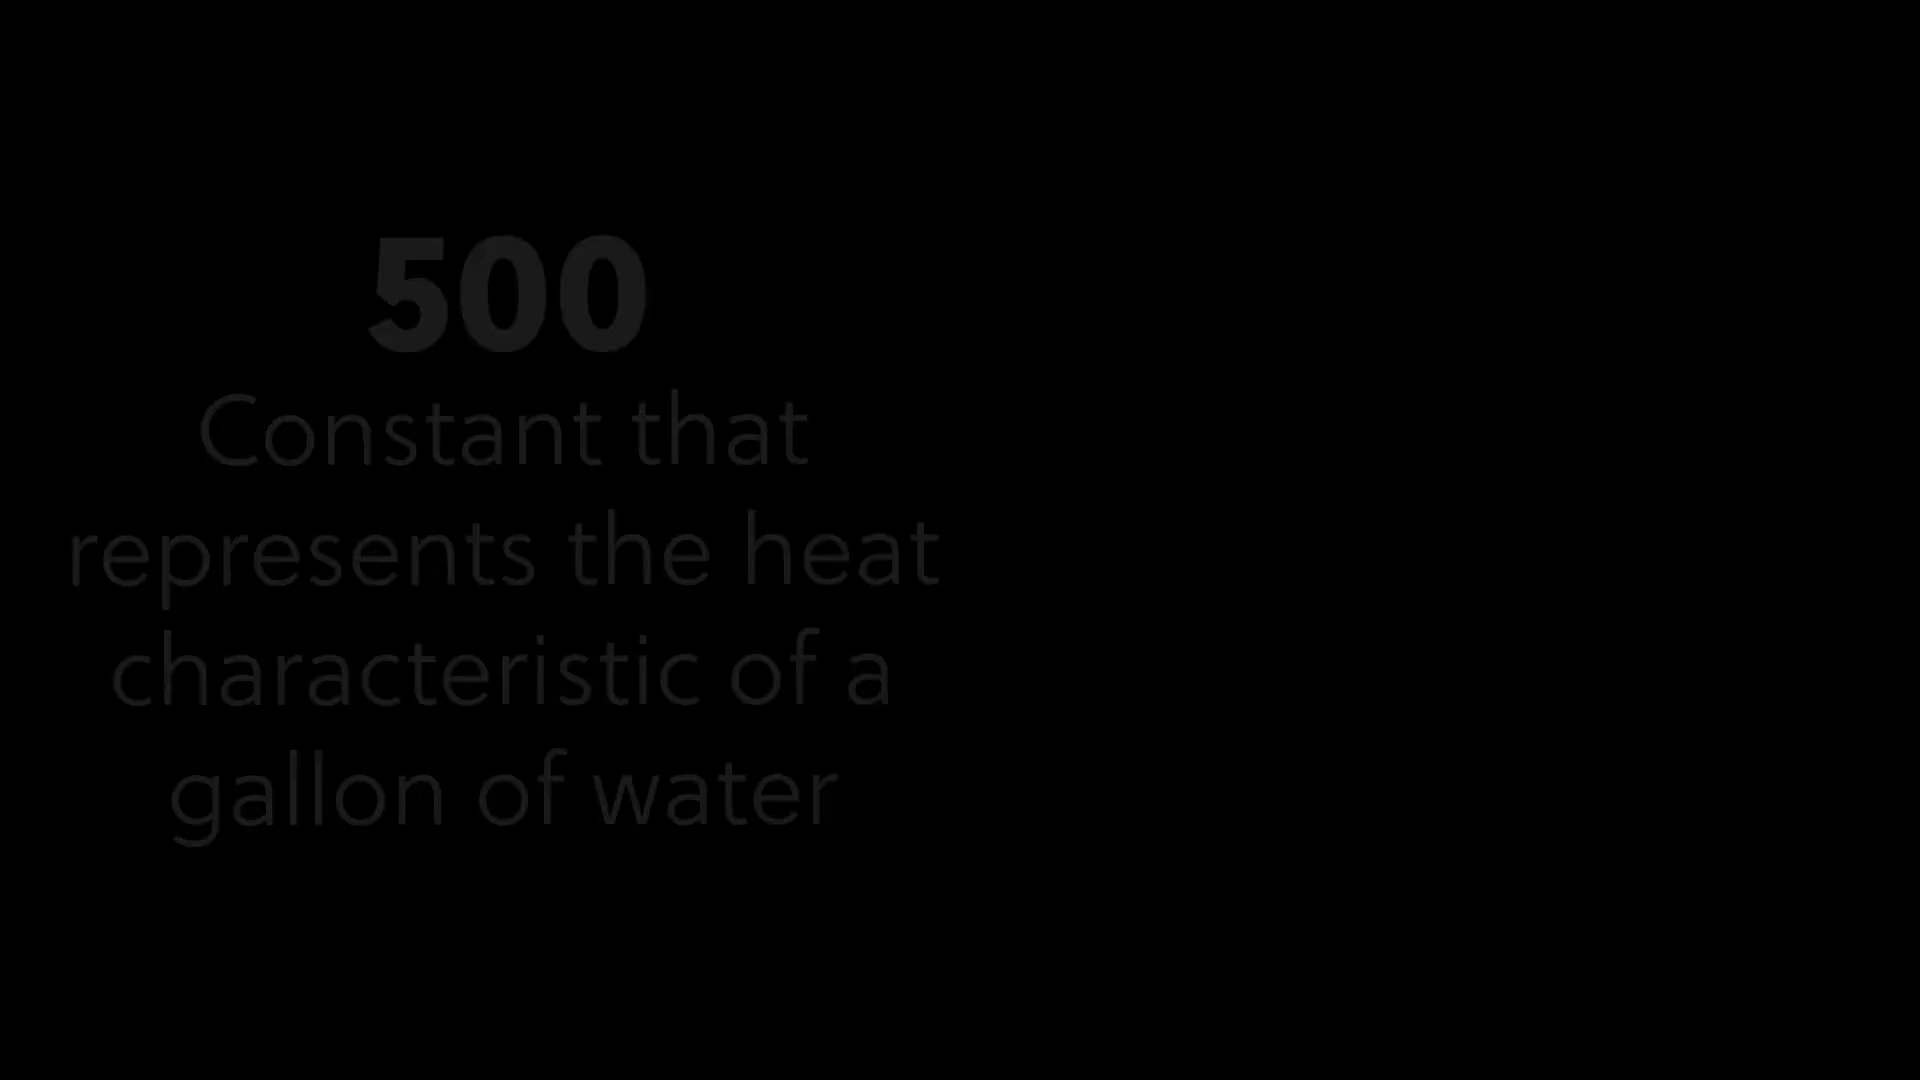 500
Constant that
represents the heat
characteristic of a
gallon of water